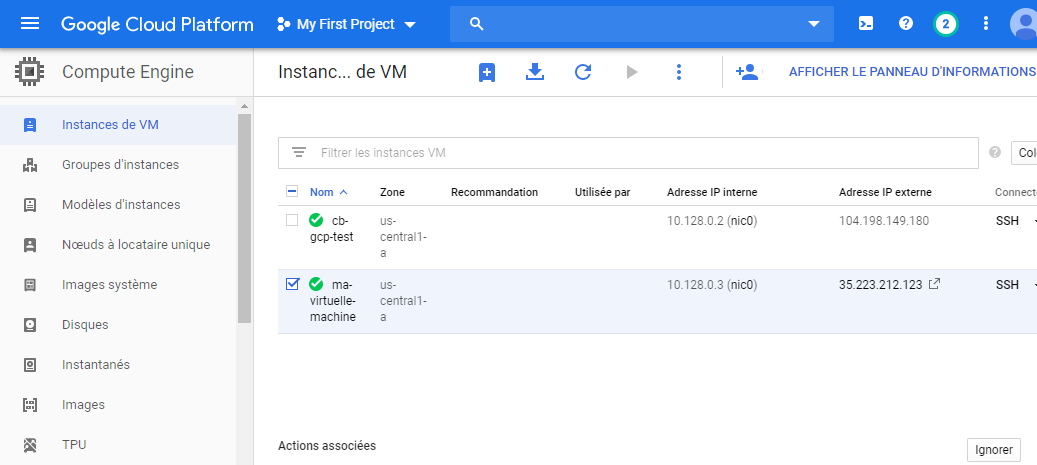 Google Cloud Platform
My First Project
2
Compute Engine
Instanc... de VM
AFFICHER LE PANNEAU D'INFORMATIONS
Instances de VM
Groupes d'instances
Modèles d'instances
Nœuds à locataire unique
Images système
Disques
Instantanés
Images
TPU
Filtrer les instances VM
?
Col
Nom
Zone
Recommandation
Utilisée par
Adresse IP interne
Adresse IP externe
Connect
cb-
gcp-test
us-
central1-
a
10.128.0.2 (nic0)
104.198.149.180
SSH
ma-
virtuelle-
machine
us-
central1-
a
10.128.0.3 (nic0)
35.223.212.123
SSH
Actions associées
Ignorer